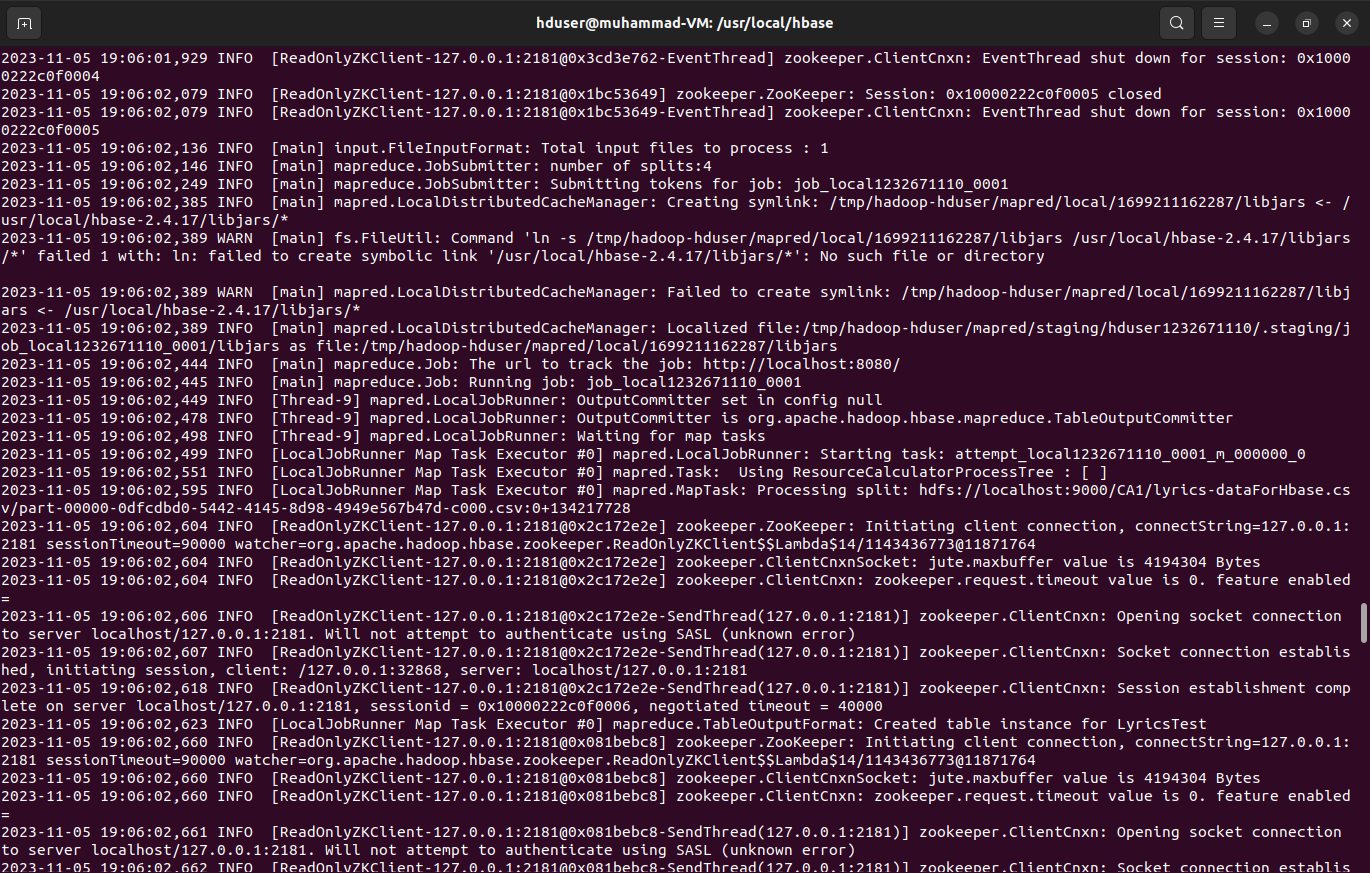 hduser@muhammad-VM: /usr/local/hbase
2023-11-05 19:06:01,929 INFO  [ReadOnlyZKClient-127.0.0.1:2181@0x3cd3e762-EventThread] zookeeper.ClientCnxn: EventThread shut down for session: 0x1000
0222c0f0004
2023-11-05 19:06:02,079 INFO  [ReadOnlyZKClient-127.0.0.1:2181@0x1bc53649] zookeeper.ZooKeeper: Session: 0x10000222c0f0005 closed
2023-11-05 19:06:02,079 INFO  [ReadOnlyZKClient-127.0.0.1:2181@0x1bc53649-EventThread] zookeeper.ClientCnxn: EventThread shut down for session: 0x1000
0222c0f0005
2023-11-05 19:06:02,136 INFO  [main] input.FileInputFormat: Total input files to process : 1
2023-11-05 19:06:02,146 INFO  [main] mapreduce.JobSubmitter: number of splits:4
2023-11-05 19:06:02,249 INFO  [main] mapreduce.JobSubmitter: Submitting tokens for job: job_local1232671110_0001
2023-11-05 19:06:02,385 INFO  [main] mapred.LocalDistributedCacheManager: Creating symlink: /tmp/hadoop-hduser/mapred/local/1699211162287/libjars <- /
usr/local/hbase-2.4.17/libjars/*
2023-11-05 19:06:02,389 WARN  [main] fs.FileUtil: Command 'ln -s /tmp/hadoop-hduser/mapred/local/1699211162287/libjars /usr/local/hbase-2.4.17/libjars
/*' failed 1 with: ln: failed to create symbolic link '/usr/local/hbase-2.4.17/libjars/*': No such file or directory
2023-11-05 19:06:02,389 WARN  [main] mapred.LocalDistributedCacheManager: Failed to create symlink: /tmp/hadoop-hduser/mapred/local/1699211162287/libj
ars <- /usr/local/hbase-2.4.17/libjars/*
2023-11-05 19:06:02,389 INFO  [main] mapred.LocalDistributedCacheManager: Localized file:/tmp/hadoop-hduser/mapred/staging/hduser1232671110/.staging/j
ob_local1232671110_0001/libjars as file:/tmp/hadoop-hduser/mapred/local/1699211162287/libjars
2023-11-05 19:06:02,444 INFO  [main] mapreduce.Job: The url to track the job: http://localhost:8080/
2023-11-05 19:06:02,445 INFO  [main] mapreduce.Job: Running job: job_local1232671110_0001
2023-11-05 19:06:02,449 INFO  [Thread-9] mapred.LocalJobRunner: OutputCommitter set in config null
2023-11-05 19:06:02,478 INFO  [Thread-9] mapred.LocalJobRunner: OutputCommitter is org.apache.hadoop.hbase.mapreduce.TableOutputCommitter
2023-11-05 19:06:02,498 INFO  [Thread-9] mapred.LocalJobRunner: Waiting for map tasks
2023-11-05 19:06:02,499 INFO  [LocalJobRunner Map Task Executor #0] mapred.LocalJobRunner: Starting task: attempt_local1232671110_0001_m_000000_0
2023-11-05 19:06:02,551 INFO  [LocalJobRunner Map Task Executor #0] mapred.Task:  Using ResourceCalculatorProcessTree : [ ]
2023-11-05 19:06:02,595 INFO  [LocalJobRunner Map Task Executor #0] mapred.MapTask: Processing split: hdfs://localhost:9000/CA1/lyrics-dataForHbase.cs
v/part-00000-0dfcdbd0-5442-4145-8d98-4949e567b47d-c000.csv:0+134217728
2023-11-05 19:06:02,604 INFO  [ReadOnlyZKClient-127.0.0.1:2181@0x2c172e2e] zookeeper.ZooKeeper: Initiating client connection, connectString=127.0.0.1:
2181 sessionTimeout=90000 watcher=org.apache.hadoop.hbase.zookeeper.ReadOnlyZKClient$$Lambda$14/1143436773@11871764
2023-11-05 19:06:02,604 INFO  [ReadOnlyZKClient-127.0.0.1:2181@0x2c172e2e] zookeeper.ClientCnxnSocket: jute.maxbuffer value is 4194304 Bytes
2023-11-05 19:06:02,604 INFO  [ReadOnlyZKClient-127.0.0.1:2181@0x2c172e2e] zookeeper.ClientCnxn: zookeeper.request.timeout value is 0. feature enabled
=
2023-11-05 19:06:02,606 INFO  [ReadOnlyZKClient-127.0.0.1:2181@0x2c172e2e-SendThread(127.0.0.1:2181)] zookeeper.ClientCnxn: Opening socket connection
to server localhost/127.0.0.1:2181. Will not attempt to authenticate using SASL (unknown error)
2023-11-05 19:06:02,607 INFO  [ReadOnlyZKClient-127.0.0.1:2181@0x2c172e2e-SendThread(127.0.0.1:2181)] zookeeper.ClientCnxn: Socket connection establis
hed, initiating session, client: /127.0.0.1:32868, server: localhost/127.0.0.1:2181
2023-11-05 19:06:02,618 INFO  [ReadOnlyZKClient-127.0.0.1:2181@0x2c172e2e-SendThread(127.0.0.1:2181)] zookeeper.ClientCnxn: Session establishment comp
lete on server localhost/127.0.0.1:2181, sessionid = 0x10000222c0f0006, negotiated timeout = 40000
2023-11-05 19:06:02,623 INFO  [LocalJobRunner Map Task Executor #0] mapreduce.TableOutputFormat: Created table instance for LyricsTest
2023-11-05 19:06:02,660 INFO  [ReadOnlyZKClient-127.0.0.1:2181@0x081bebc8] zookeeper.ZooKeeper: Initiating client connection, connectString=127.0.0.1:
2181 sessionTimeout=90000 watcher=org.apache.hadoop.hbase.zookeeper.ReadOnlyZKClient$$Lambda$14/1143436773@11871764
2023-11-05 19:06:02,660 INFO  [ReadOnlyZKClient-127.0.0.1:2181@0x081bebc8] zookeeper.ClientCnxnSocket: jute.maxbuffer value is 4194304 Bytes
2023-11-05 19:06:02,660 INFO  [ReadOnlyZKClient-127.0.0.1:2181@0x081bebc8] zookeeper.ClientCnxn: zookeeper.request.timeout value is 0. feature enabled
=
2023-11-05 19:06:02,661 INFO  [ReadOnlyZKClient-127.0.0.1:2181@0x081bebc8-SendThread(127.0.0.1:2181)] zookeeper.ClientCnxn: Opening socket connection
to server localhost/127.0.0.1:2181. Will not attempt to authenticate using SASL (unknown error)
2023-11-05 19:06:02,662 INFO  [ReadOnlyZKClient-127.0.0.1:2181@0x081bebc8-SendThread(127.0.0.1:2181)] zookeeper.ClientCnxn: Socket connection establis